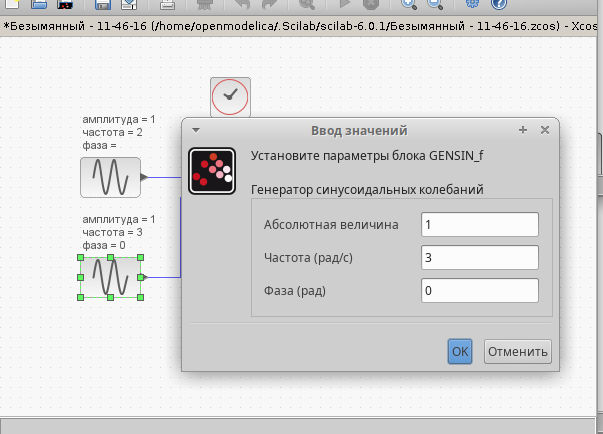 *Безымянный - 11-46-16 (/home/openmodelica/.Scilab/scilab-6.0.1/Безымянный - 11-46-16.zcos) - Xcos
амплитуда = 1
частота = 2
фаза =
амплитуда = 1
частота = 3
фаза = 0
Ввод значений
Установите параметры блока GENSIN_f
Генератор синусоидальных колебаний
Абсолютная величина 1
Частота (рад/с) 3
Фаза (рад) 0
OK Отменить